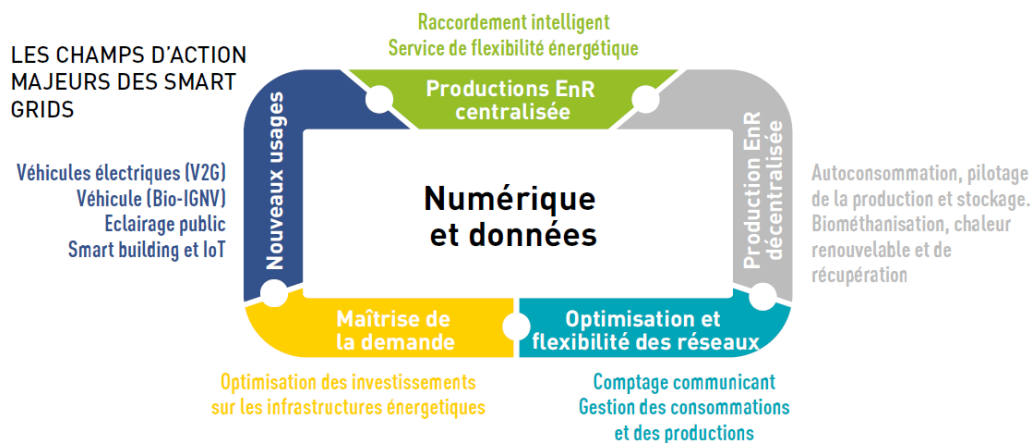 LES CHAMPS D'ACTION
MAJEURS DES SMART
GRIDS
Raccordement intelligent
Service de flexibilité énergétique
Productions EnR
centralisée
Nouveaux usages
Véhicules électriques (V2G)
Véhicule (Bio-IGNV)
Eclairage public
Smart building et IoT
Numérique
et données
Production EnR
décentralisée
Autoconsommation, pilotage
de la production et stockage.
Biométhanisation, chaleur
renouvelable et de
récupération
Maîtrise de
la demande
Optimisation et
flexibilité des réseaux
Optimisation des investissements
sur les infrastructures énergetiques
Comptage communicant
Gestion des consommations
et des productions